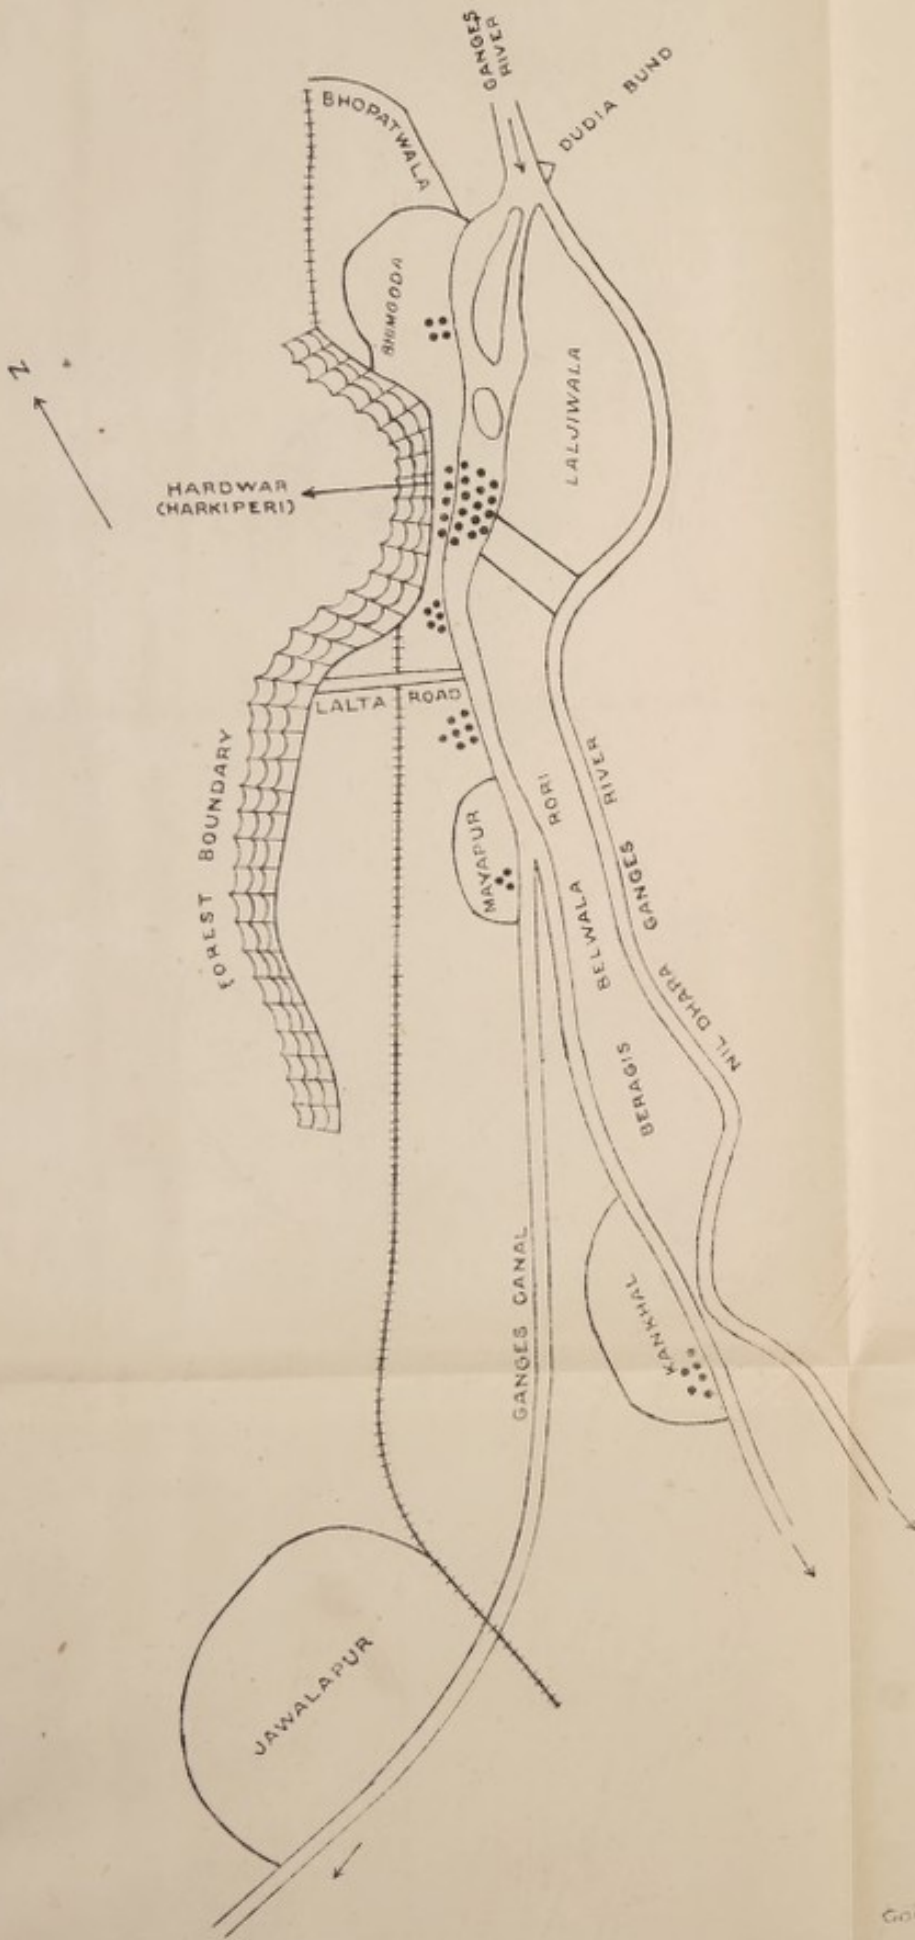 GANGES
RIVER
DUDIA BUND
BHOPATWALA
BHIMGODA
N
LALJIWALA
HARDWAR
(HARKIPERI)
LALTA ROAD
FOREST BOUNDARY
RORI
GANGES RIVER
MAYAPUR
BELWALA
NIL DHARA
BERAGIS
GANGES CANAL
KANKHAL
JAWALAPUR